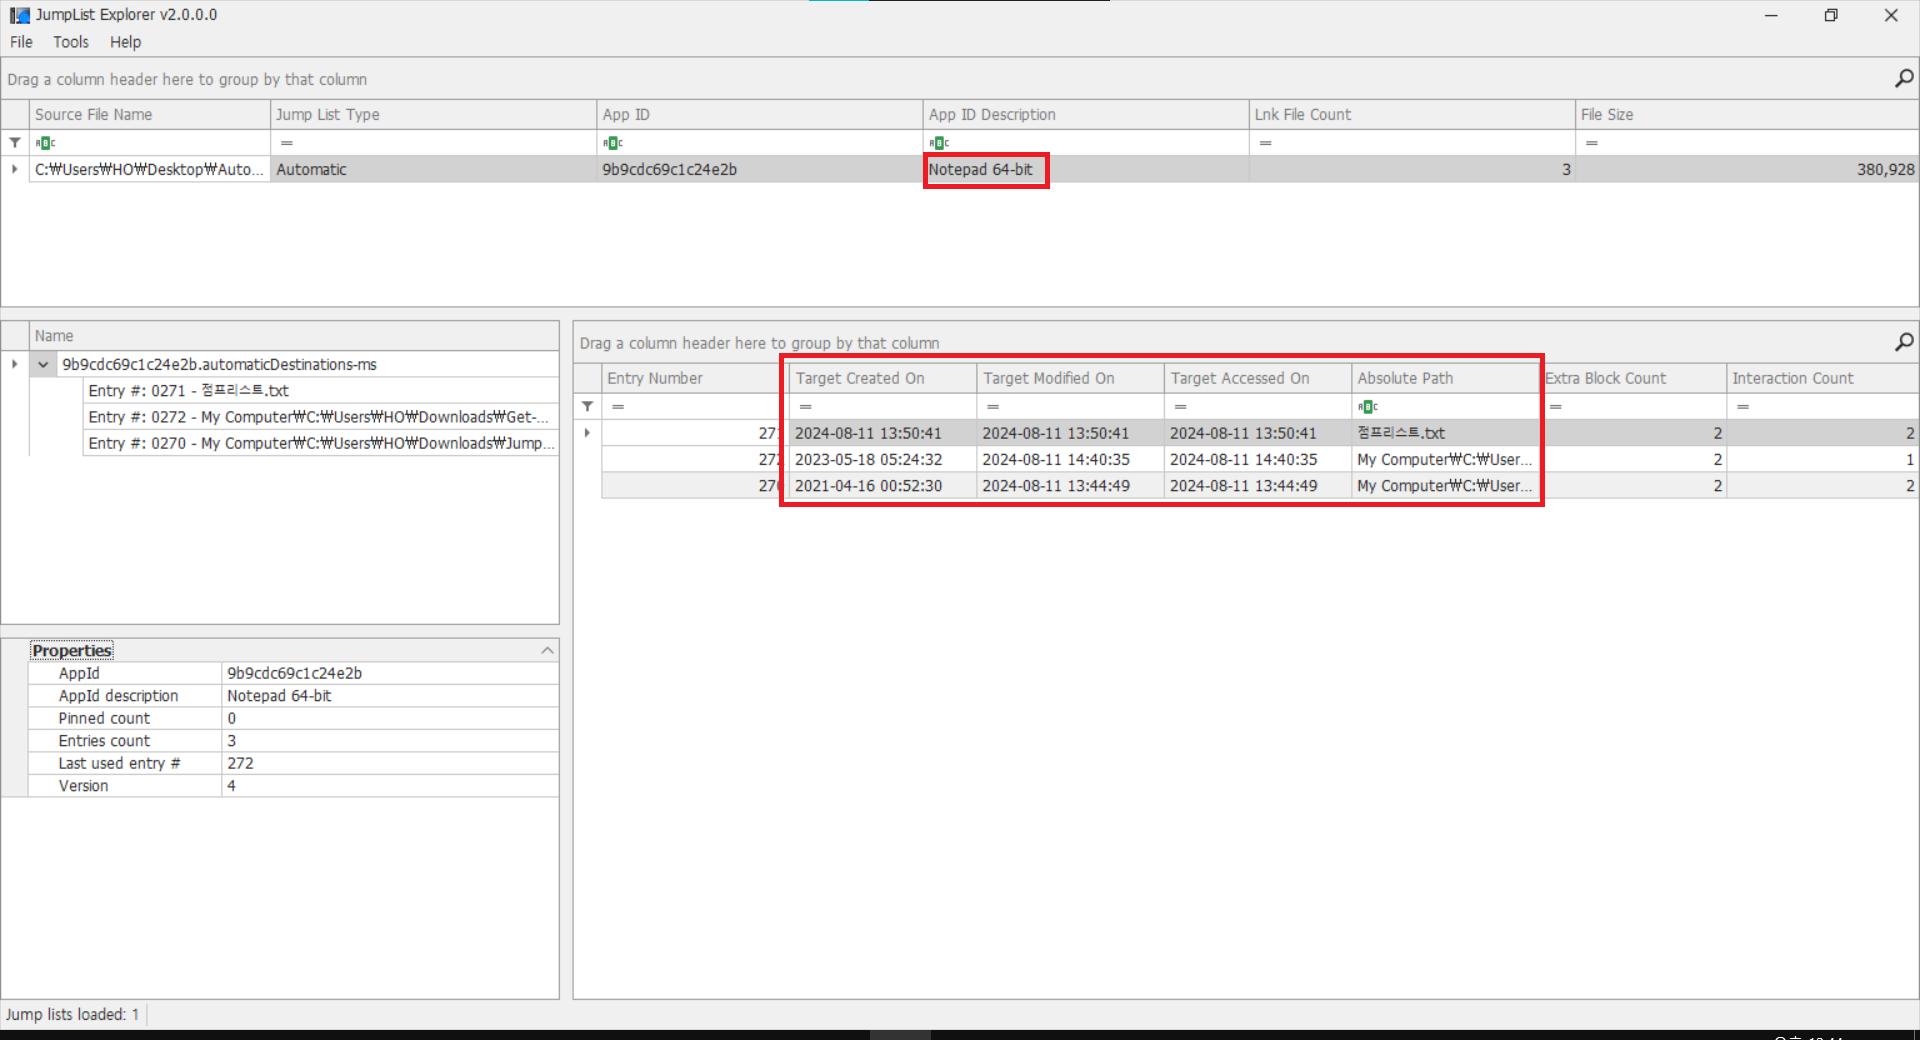 JumpList Explorer v2.0.0.0
File Tools Help
Drag a column header here to group by that column
Source File Name Jump List Type App ID App ID Description Lnk File Count File Size
ABC = ABC ABC = =
C:₩Users₩HO₩Desktop₩Auto... Automatic 9b9cdc69c1c24e2b Notepad 64-bit 3 380,928
Name
9b9cdc69c1c24e2b.automaticDestinations-ms
Entry #: 0271 - 점프리스트.txt
Entry #: 0272 - My Computer₩C:₩Users₩HO₩Downloads₩Get-...
Entry #: 0270 - My Computer₩C:₩Users₩HO₩Downloads₩Jump...
Drag a column header here to group by that column
Entry Number Target Created On Target Modified On Target Accessed On Absolute Path Extra Block Count Interaction Count
= = = = ABC = =
271 2024-08-11 13:50:41 2024-08-11 13:50:41 2024-08-11 13:50:41 점프리스트.txt 2 2
272 2023-05-18 05:24:32 2024-08-11 14:40:35 2024-08-11 14:40:35 My Computer₩C:₩User... 2 1
270 2021-04-16 00:52:30 2024-08-11 13:44:49 2024-08-11 13:44:49 My Computer₩C:₩User... 2 2
Properties
AppId 9b9cdc69c1c24e2b
AppId description Notepad 64-bit
Pinned count 0
Entries count 3
Last used entry # 272
Version 4
Jump lists loaded: 1